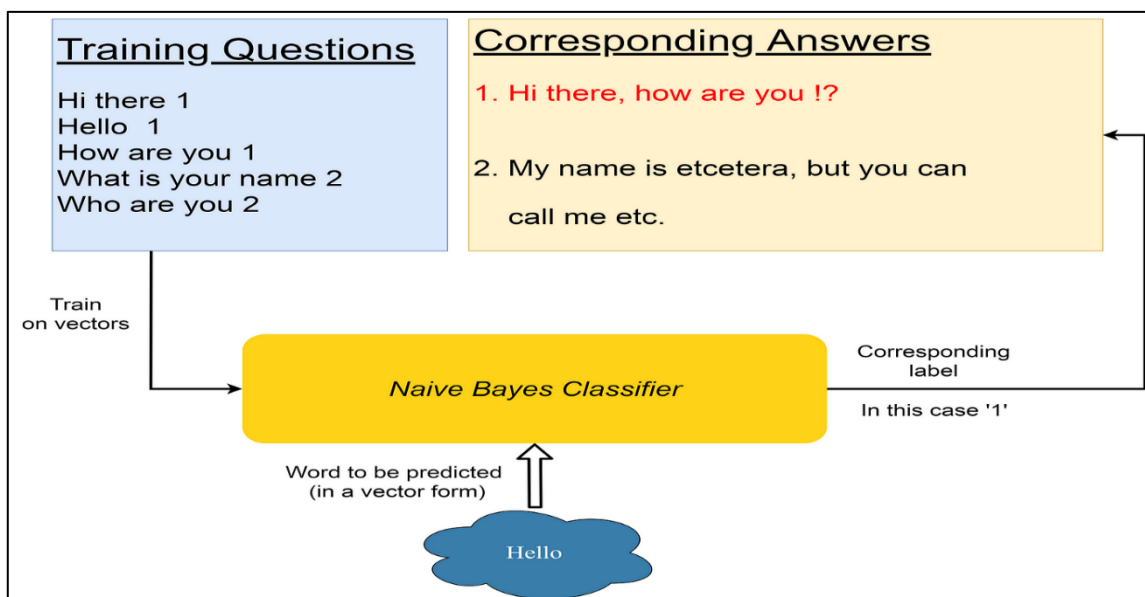 Training Questions
Hi there 1
Hello  1
How are you 1
What is your name 2
Who are you 2
Corresponding Answers
1. Hi there, how are you !?
2. My name is etcetera, but you can
call me etc.
Train
on vectors
Naive Bayes Classifier
Corresponding
label
In this case '1'
Word to be predicted
(in a vector form)
Hello